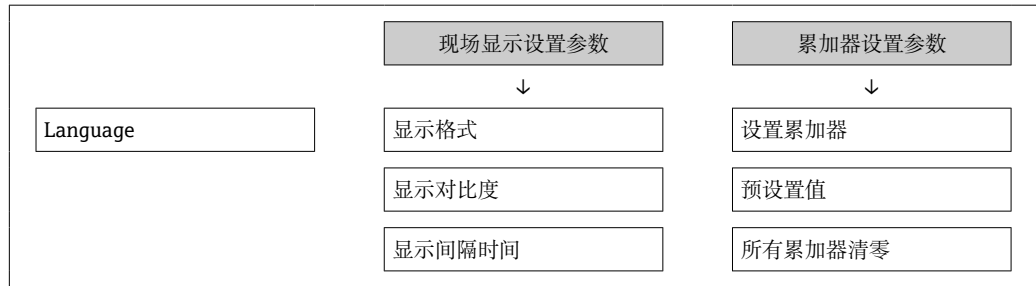 现场显示设置参数
累加器设置参数
↓
↓
Language
显示格式
设置累加器
显示对比度
预设置值
显示间隔时间
所有累加器清零